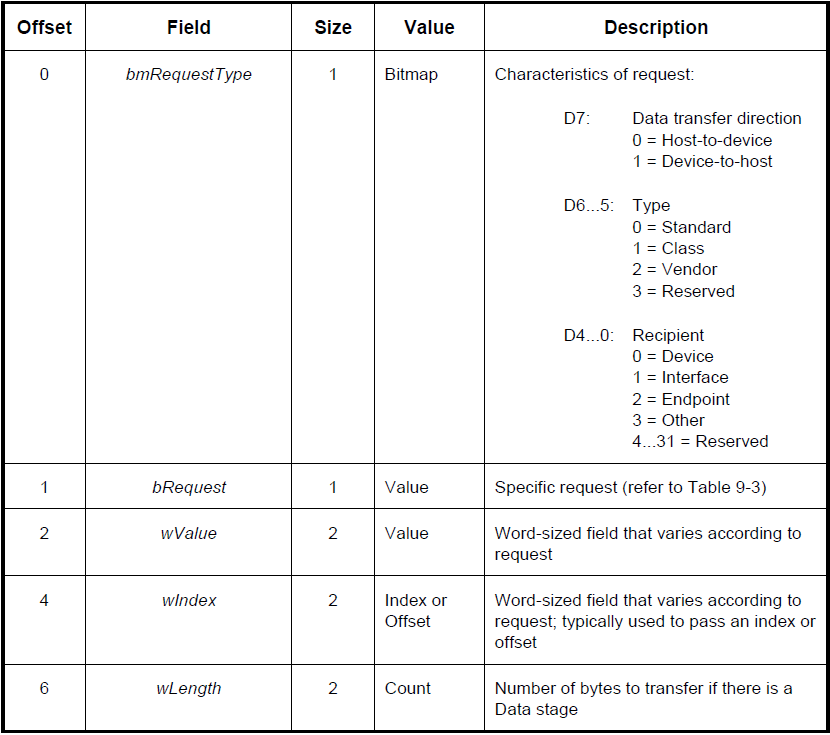 Offset Field Size Value Description
0 bmRequestType 1 Bitmap Characteristics of request:
D7: Data transfer direction
0 = Host-to-device
1 = Device-to-host
D6...5: Type
0 = Standard
1 = Class
2 = Vendor
3 = Reserved
D4...0: Recipient
0 = Device
1 = Interface
2 = Endpoint
3 = Other
4...31 = Reserved
1 bRequest 1 Value Specific request (refer to Table 9-3)
2 wValue 2 Value Word-sized field that varies according to
request
4 wIndex 2 Index or Word-sized field that varies according to
Offset request; typically used to pass an index or
offset
6 wLength 2 Count Number of bytes to transfer if there is a
Data stage